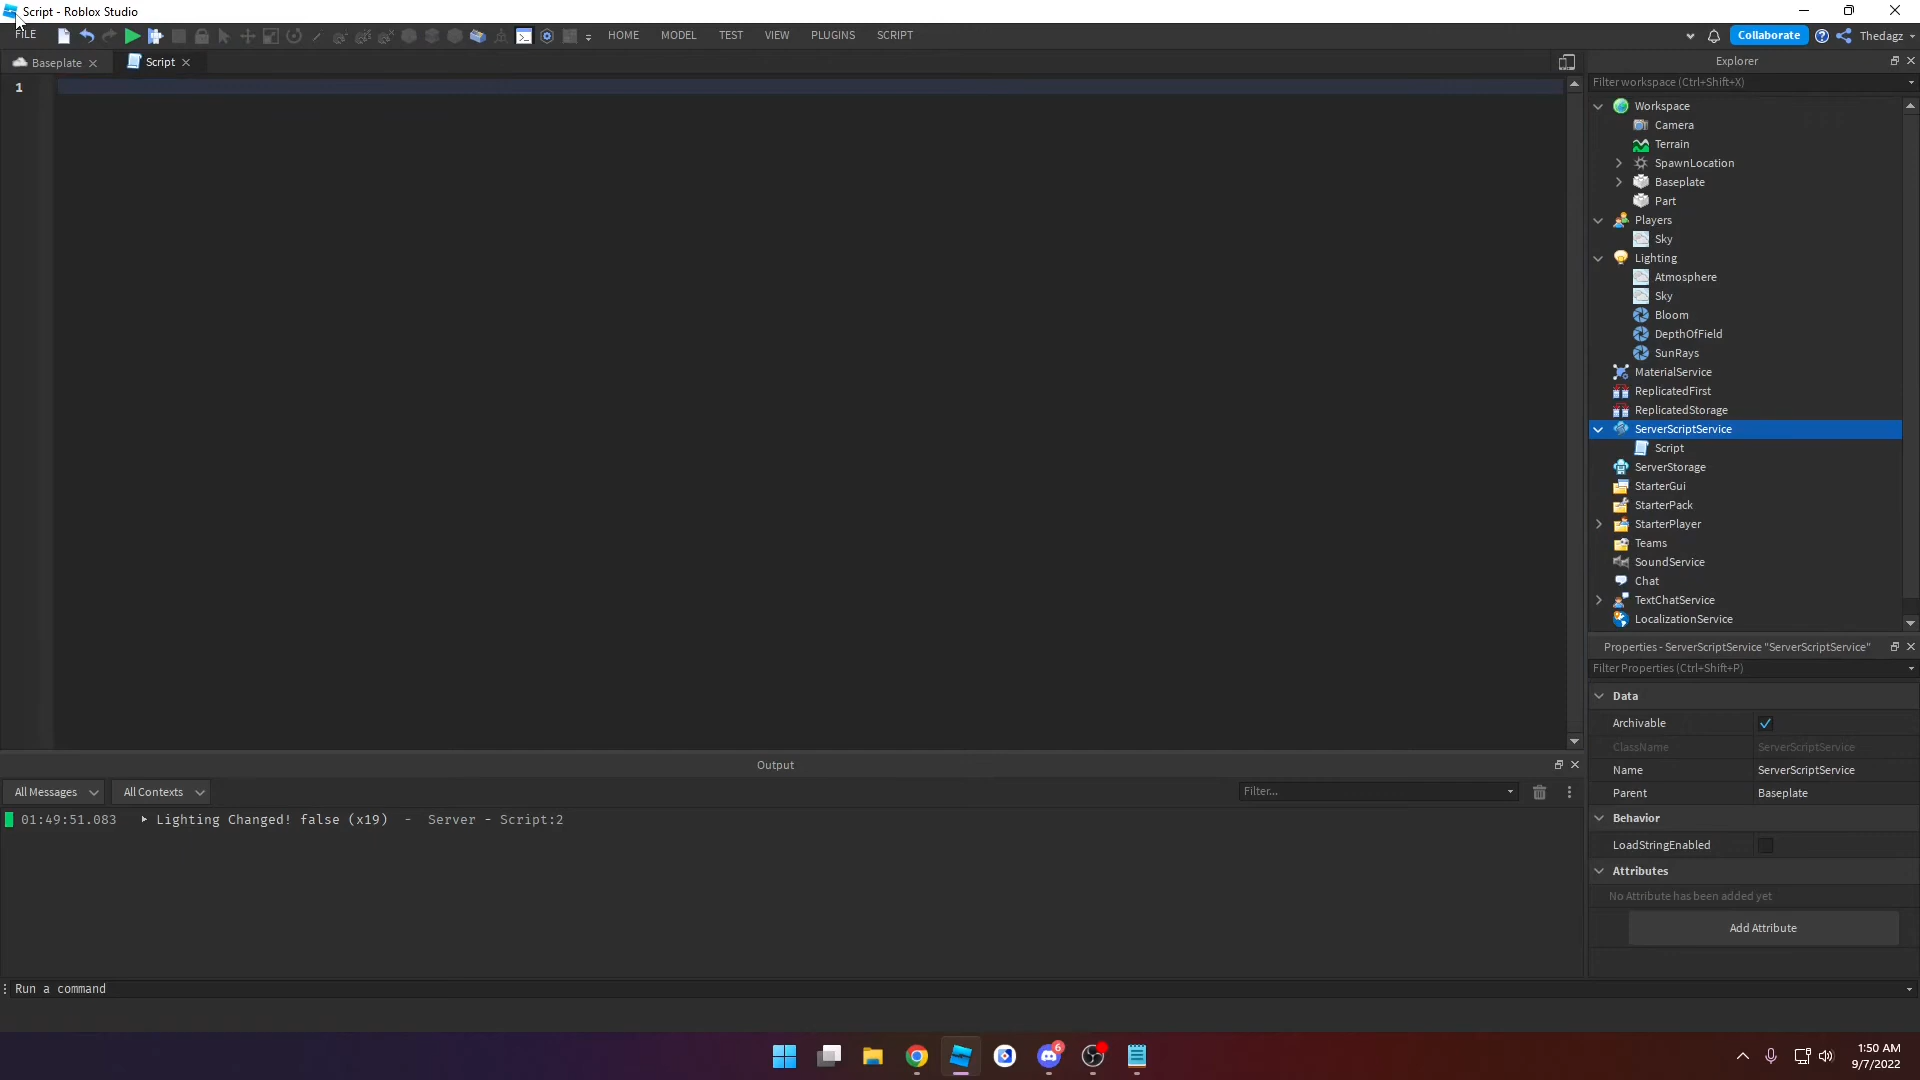 Script - Roblox Studio
FILE
HOME
MODEL
TEST
VIEW
PLUGINS
SCRIPT
Collaborate
Thedagz
Baseplate
Script
1
Explorer
Filter workspace (Ctrl+Shift+X)
Workspace
Camera
Terrain
SpawnLocation
Baseplate
Part
Players
Sky
Lighting
Atmosphere
Sky
Bloom
DepthOfField
SunRays
MaterialService
ReplicatedFirst
ReplicatedStorage
ServerScriptService
Script
ServerStorage
StarterGui
StarterPack
StarterPlayer
Teams
SoundService
Chat
TextChatService
LocalizationService
Properties - ServerScriptService "ServerScriptService"
Filter Properties (Ctrl+Shift+P)
Data
Archivable
ClassName ServerScriptService
Name ServerScriptService
Parent Baseplate
Behavior
LoadStringEnabled
Attributes
No Attribute has been added yet
Add Attribute
Output
All Messages
All Contexts
Filter...
01:49:51.083 Lighting Changed! false (x19) - Server - Script:2
Run a command
6
1:50 AM
9/7/2022